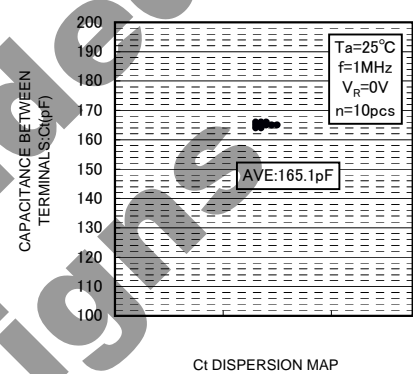 200
190
180
170
160
150
140
130
120
110
100
CAPACITANCE BETWEEN
TERMINALS:Ct(pF)
Ta=25°C
f=1MHz
VR=0V
n=10pcs
AVE:165.1pF
Ct DISPERSION MAP